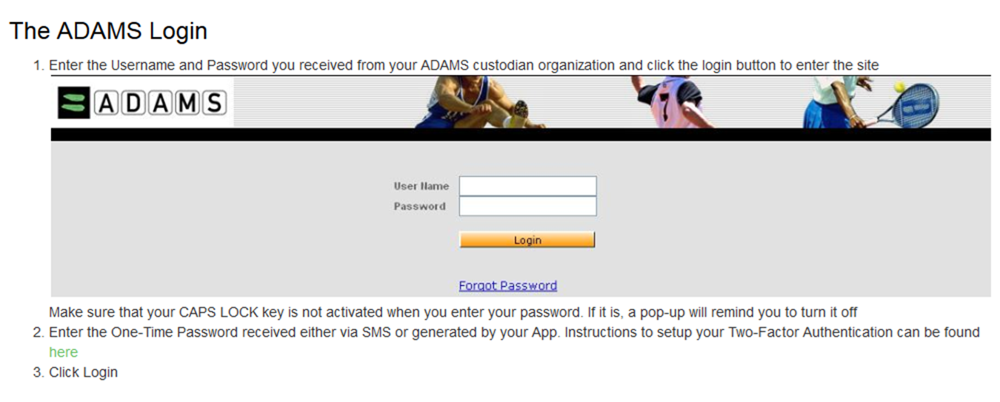 The ADAMS Login
1. Enter the Username and Password you received from your ADAMS custodian organization and click the login button to enter the site
ADAMS
7
User Name
Password
Login
Forgot Password
Make sure that your CAPS LOCK key is not activated when you enter your password. If it is, a pop-up will remind you to turn it off
2. Enter the One-Time Password received either via SMS or generated by your App. Instructions to setup your Two-Factor Authentication can be found
here
3. Click Login